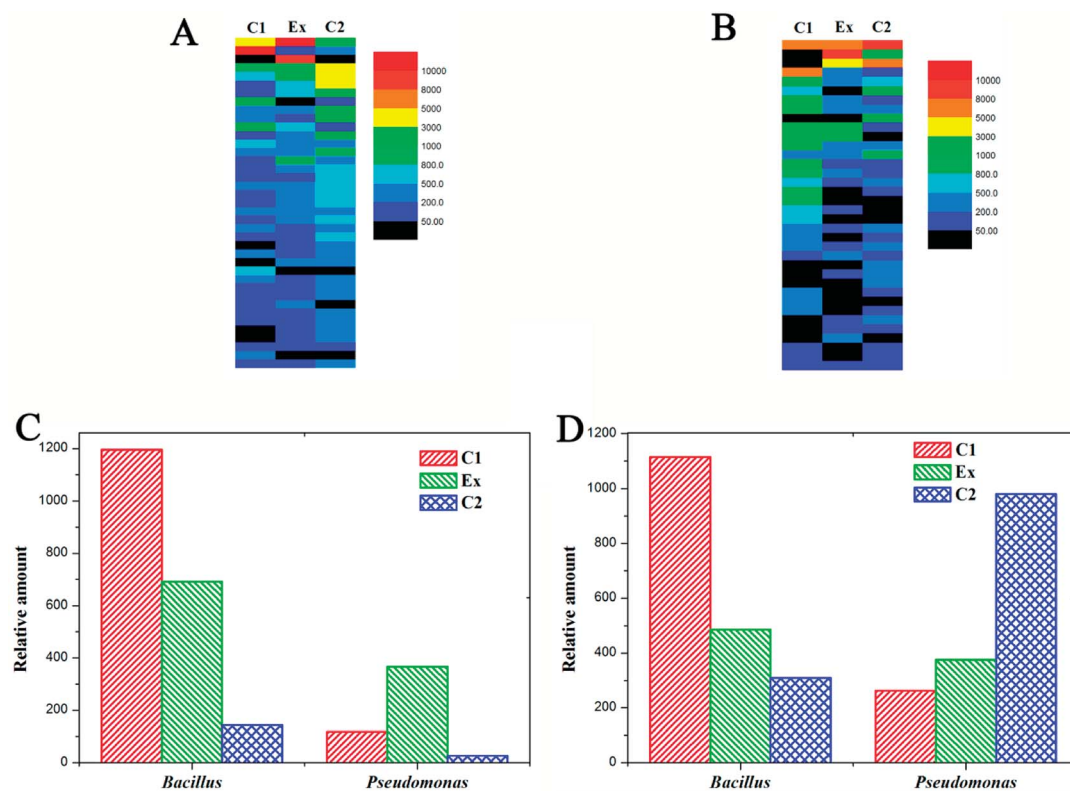 A
C1 Ex C2
10000
8000
5000
3000
1000
800.0
500.0
200.0
50.00
B
C1 Ex C2
10000
8000
5000
3000
1000
800.0
500.0
200.0
50.00
C
Relative amount
1200
1000
800
600
400
200
0
C1
Ex
C2
Bacillus Pseudomonas
D
Relative amount
1200
1000
800
600
400
200
0
C1
Ex
C2
Bacillus Pseudomonas